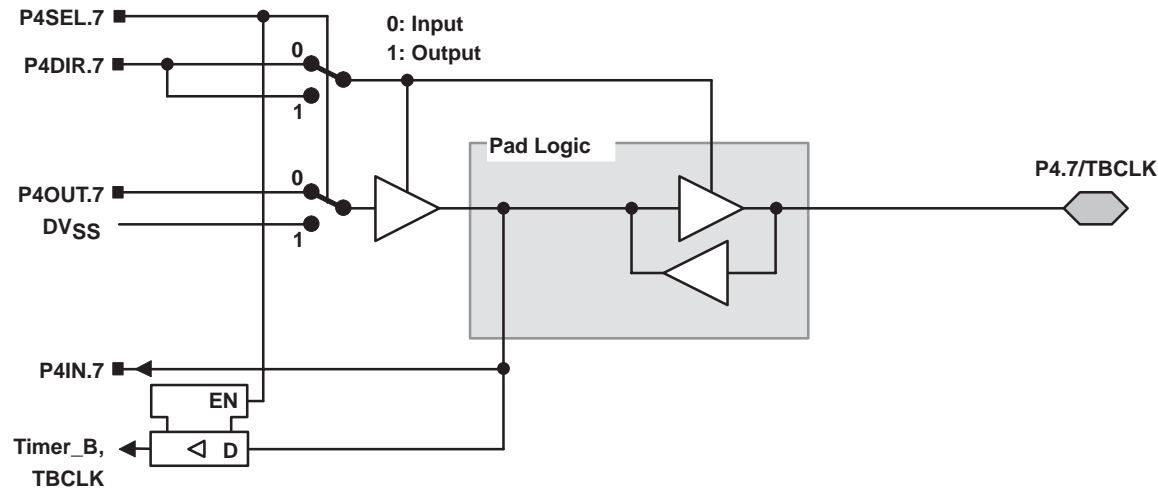 P4SEL.7
0: Input
1: Output
P4DIR.7
0
1
Pad Logic
P4OUT.7
0
DVSS
1
P4.7/TBCLK
P4IN.7
EN
Timer_B,
TBCLK
D